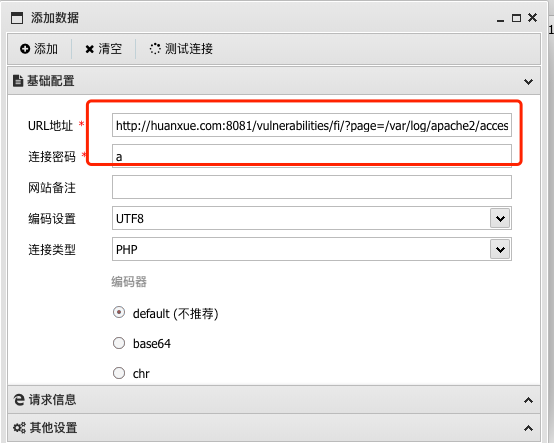 添加数据
添加 清空 测试连接
基础配置
URL地址 * http://huanxue.com:8081/vulnerabilities/fi/?page=/var/log/apache2/acces
连接密码 * a
网站备注
编码设置 UTF8
连接类型 PHP
编码器
default (不推荐)
base64
chr
请求信息
其他设置
1